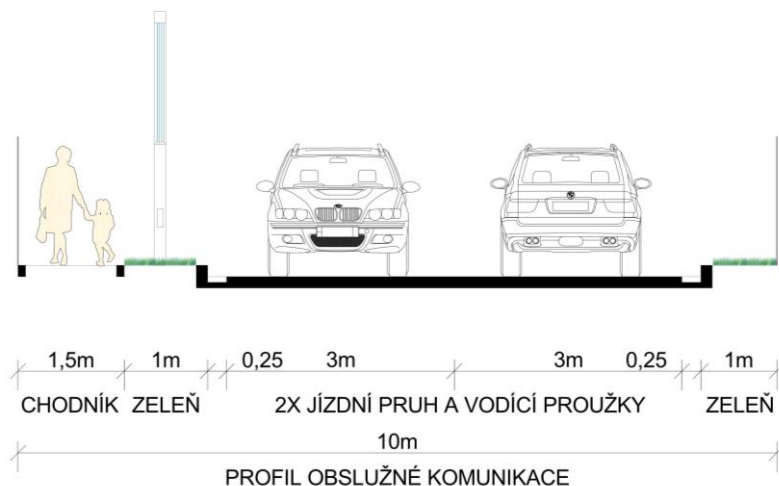 1,5m 1m 0,25 3m 3m 0,25 1m
CHODNÍK ZELEŇ 2X JÍZDNÍ PRUH A VODÍCÍ PROUŽKY ZELEŇ
10m
PROFIL OBSLUŽNÉ KOMUNIKACE